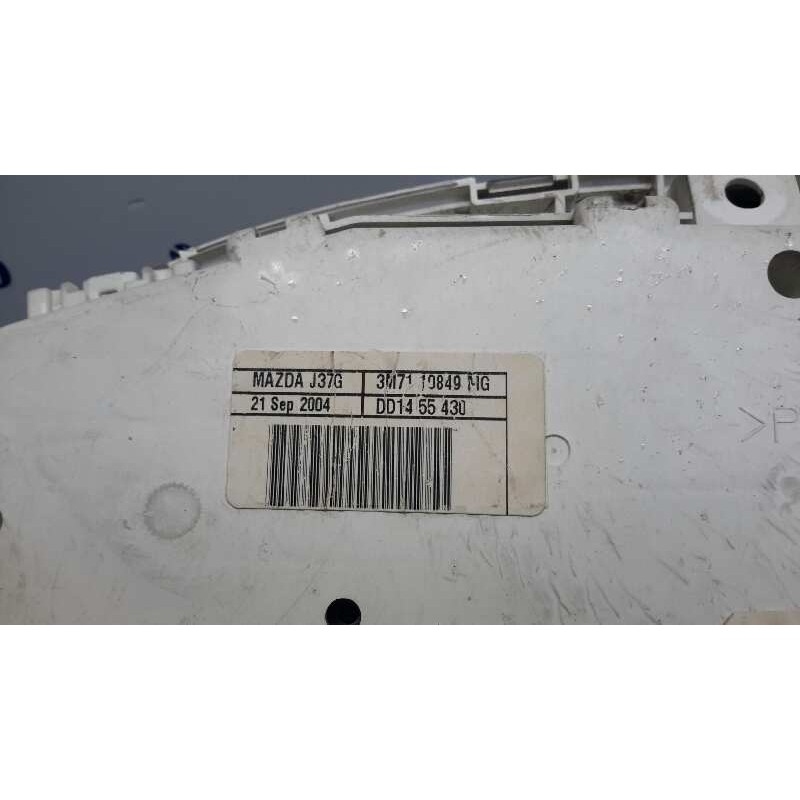 MAZDA J37G 3M71 10849 MG
21 Sep 2004 DD14 55 430
>P